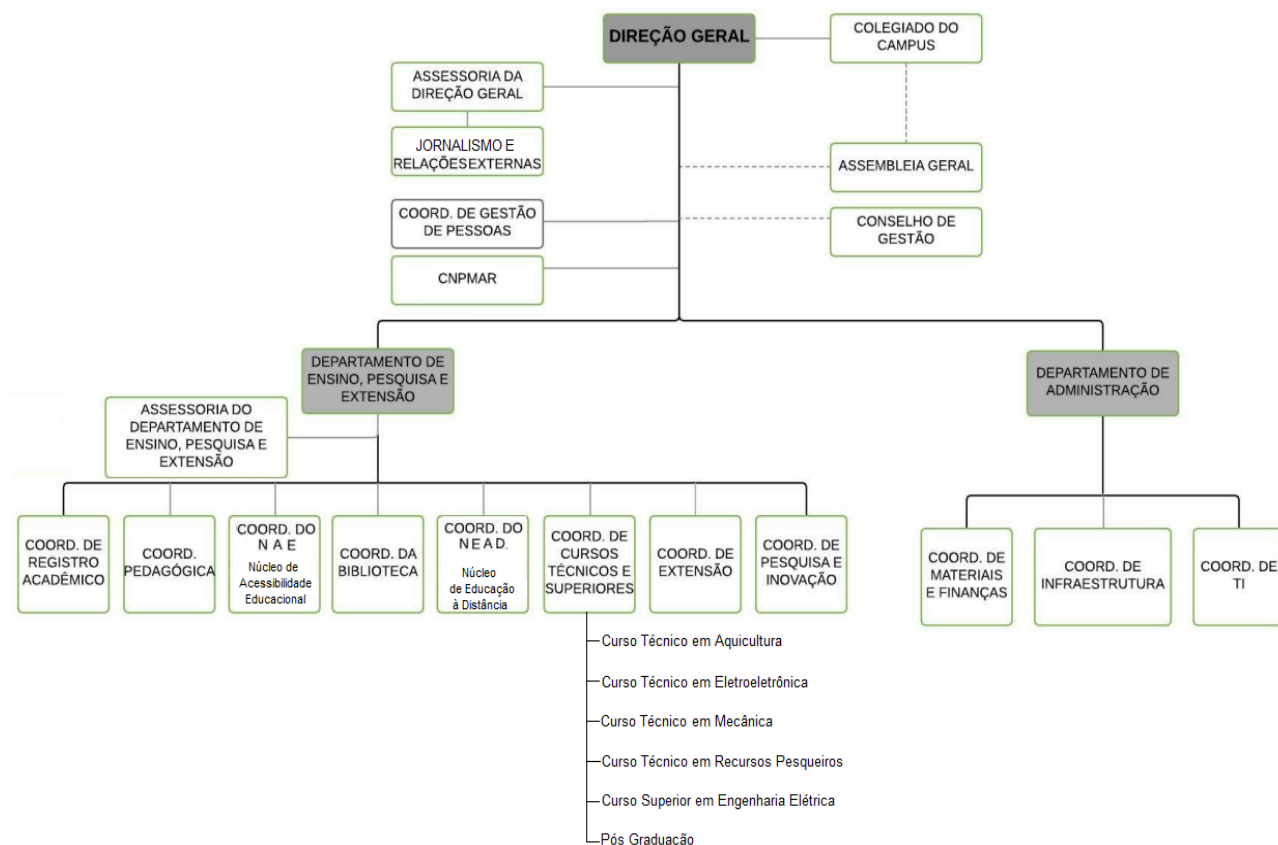 DIREÇÃO GERAL
COLEGIADO DO
CAMPUS
ASSESSORIA DA
DIREÇÃO GERAL
JORNALISMO E
RELAÇÕES EXTERNAS
ASSEMBLEIA GERAL
COORD. DE GESTÃO
DE PESSOAS
CONSELHO DE
GESTÃO
CNPMAR
DEPARTAMENTO DE
ENSINO, PESQUISA E
EXTENSÃO
DEPARTAMENTO DE
ADMINISTRAÇÃO
ASSESSORIA DO
DEPARTAMENTO DE
ENSINO, PESQUISA E
EXTENSÃO
COORD. DE
REGISTRO
ACADÊMICO
COORD.
PEDAGÓGICA
COORD. DO
N A E
Núcleo de
Acessibilidade
Educacional
COORD. DA
BIBLIOTECA
COORD. DO
N E A D.
Núcleo
de Educação
à Distância
COORD. DE
CURSOS
TÉCNICOS E
SUPERIORES
COORD. DE
EXTENSÃO
COORD. DE
PESQUISA E
INOVAÇÃO
COORD. DE
MATERIAIS
E FINANÇAS
COORD. DE
INFRAESTRUTURA
COORD. DE
TI
Curso Técnico em Aquicultura
Curso Técnico em Eletroeletrônica
Curso Técnico em Mecânica
Curso Técnico em Recursos Pesqueiros
Curso Superior em Engenharia Elétrica
Pós Graduacão